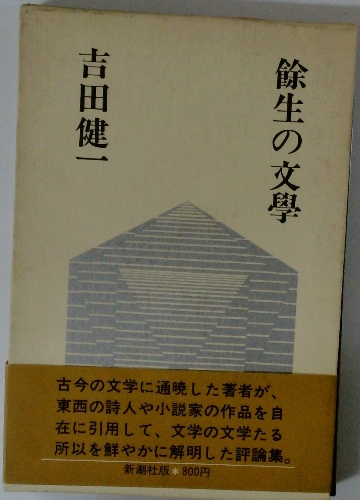 餘生の文學
吉田健一
古今の文学に通暁した著者が、
東西の詩人や小説家の作品を自
在に引用して、文学の文学たる
所以を鮮やかに解明した評論集。
新潮社版＊800円